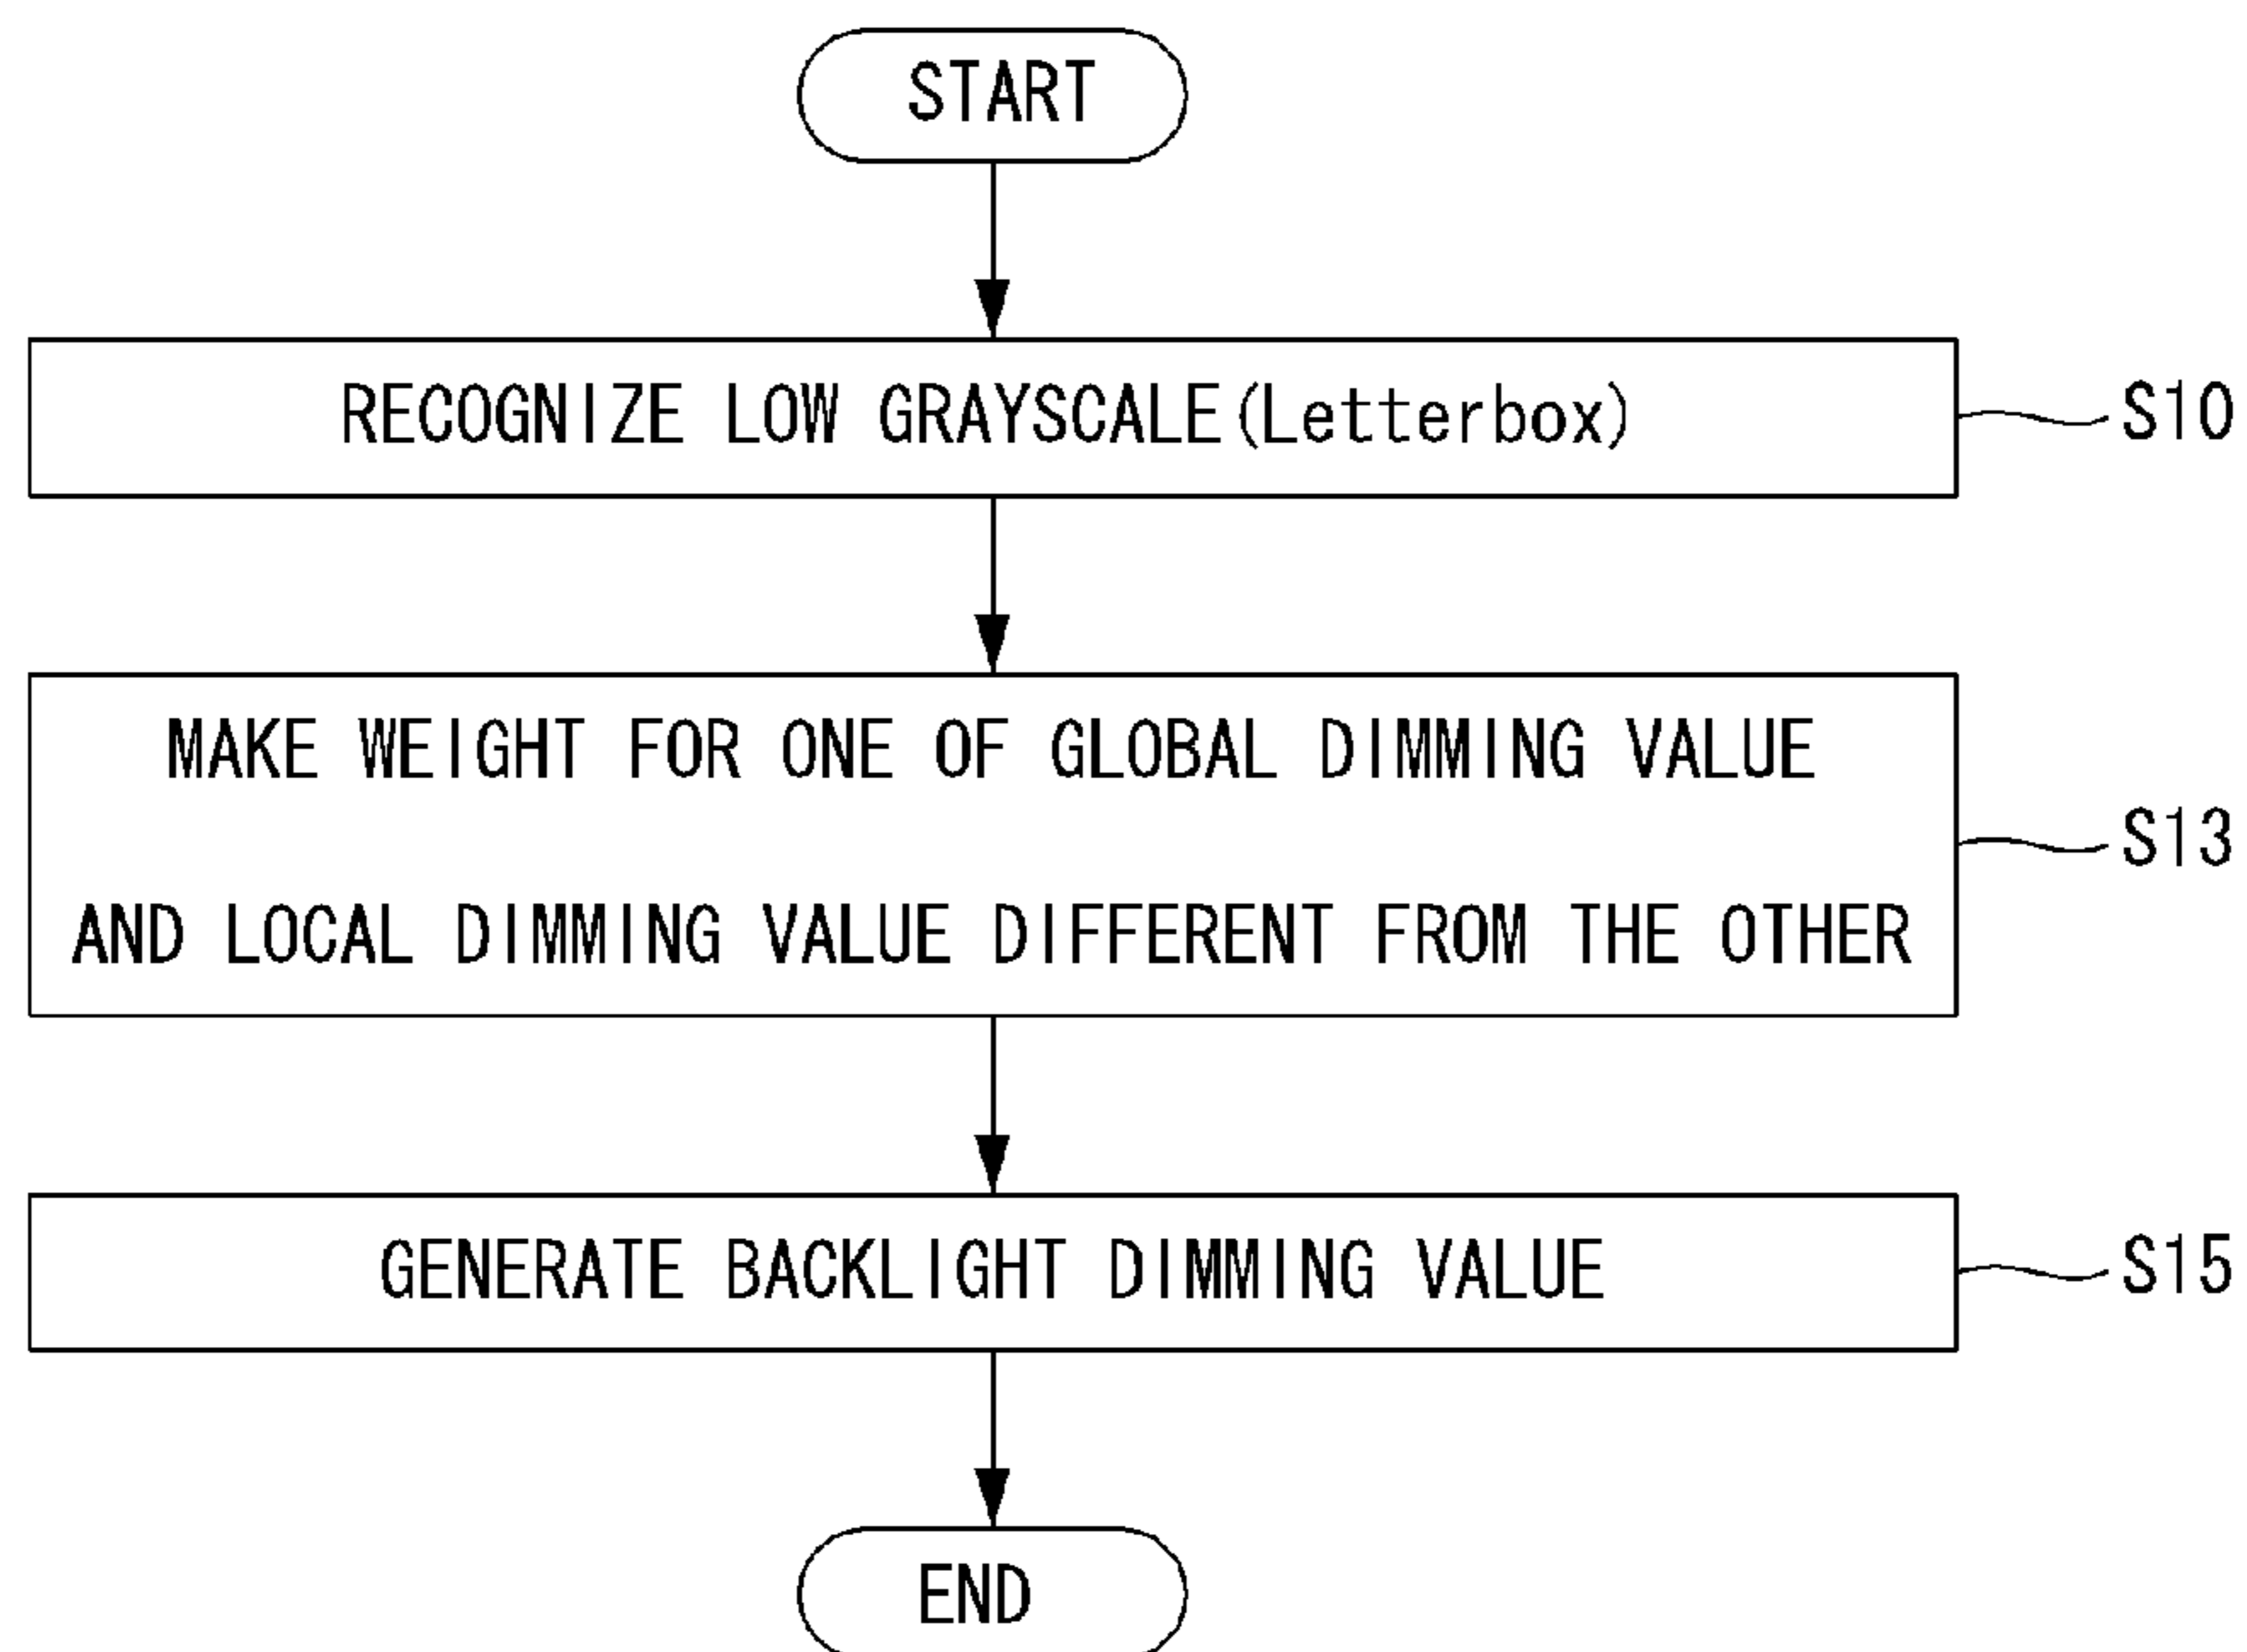 START
RECOGNIZE LOW GRAYSCALE(Letterbox)
S10
MAKE WEIGHT FOR ONE OF GLOBAL DIMMING VALUE
AND LOCAL DIMMING VALUE DIFFERENT FROM THE OTHER
S13
GENERATE BACKLIGHT DIMMING VALUE
S15
END